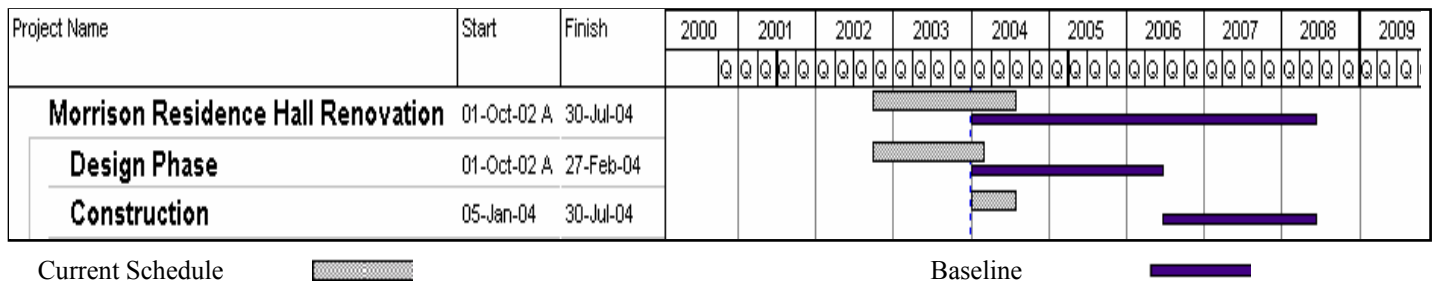 Project Name Start Finish 2000 2001 2002 2003 2004 2005 2006 2007 2008 2009
Q Q Q Q Q Q Q Q Q Q Q Q Q Q Q Q Q Q Q Q Q Q Q Q Q Q Q Q Q Q Q Q Q Q Q Q
Morrison Residence Hall Renovation 01-Oct-02 A 30-Jul-04
Design Phase 01-Oct-02 A 27-Feb-04
Construction 05-Jan-04 30-Jul-04
Current Schedule Baseline